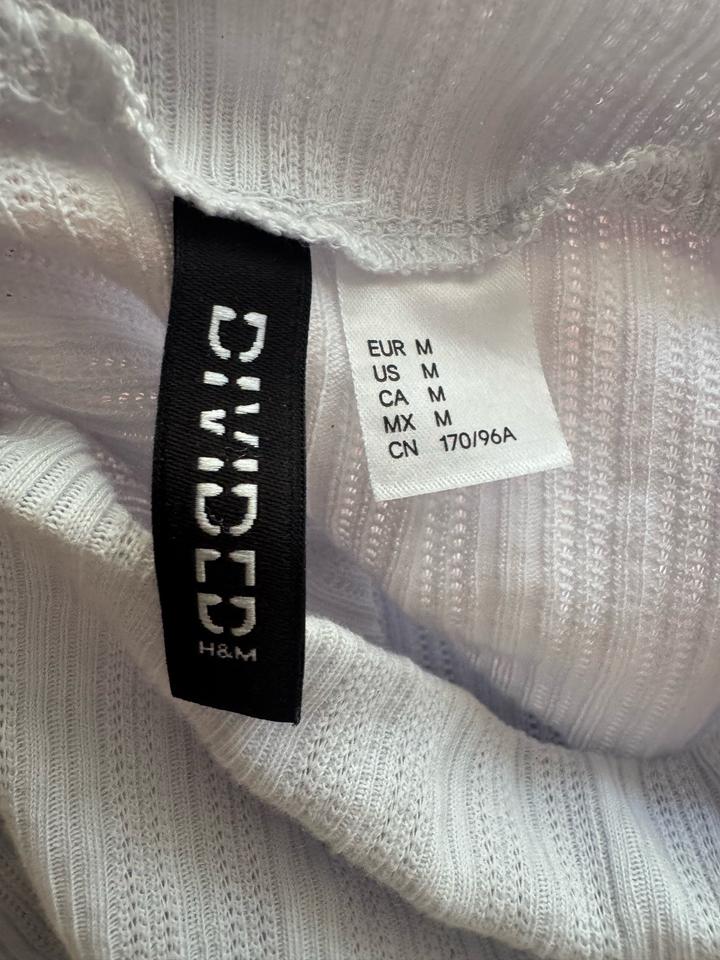 DIVIDED
H&M
EUR M
US M
CA M
MX M
CN 170/96A